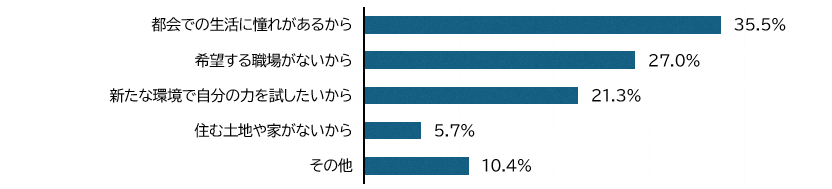 都会での生活に憧れがあるから 35.5%
希望する職場がないから 27.0%
新たな環境で自分の力を試したいから 21.3%
住む土地や家がないから 5.7%
その他 10.4%